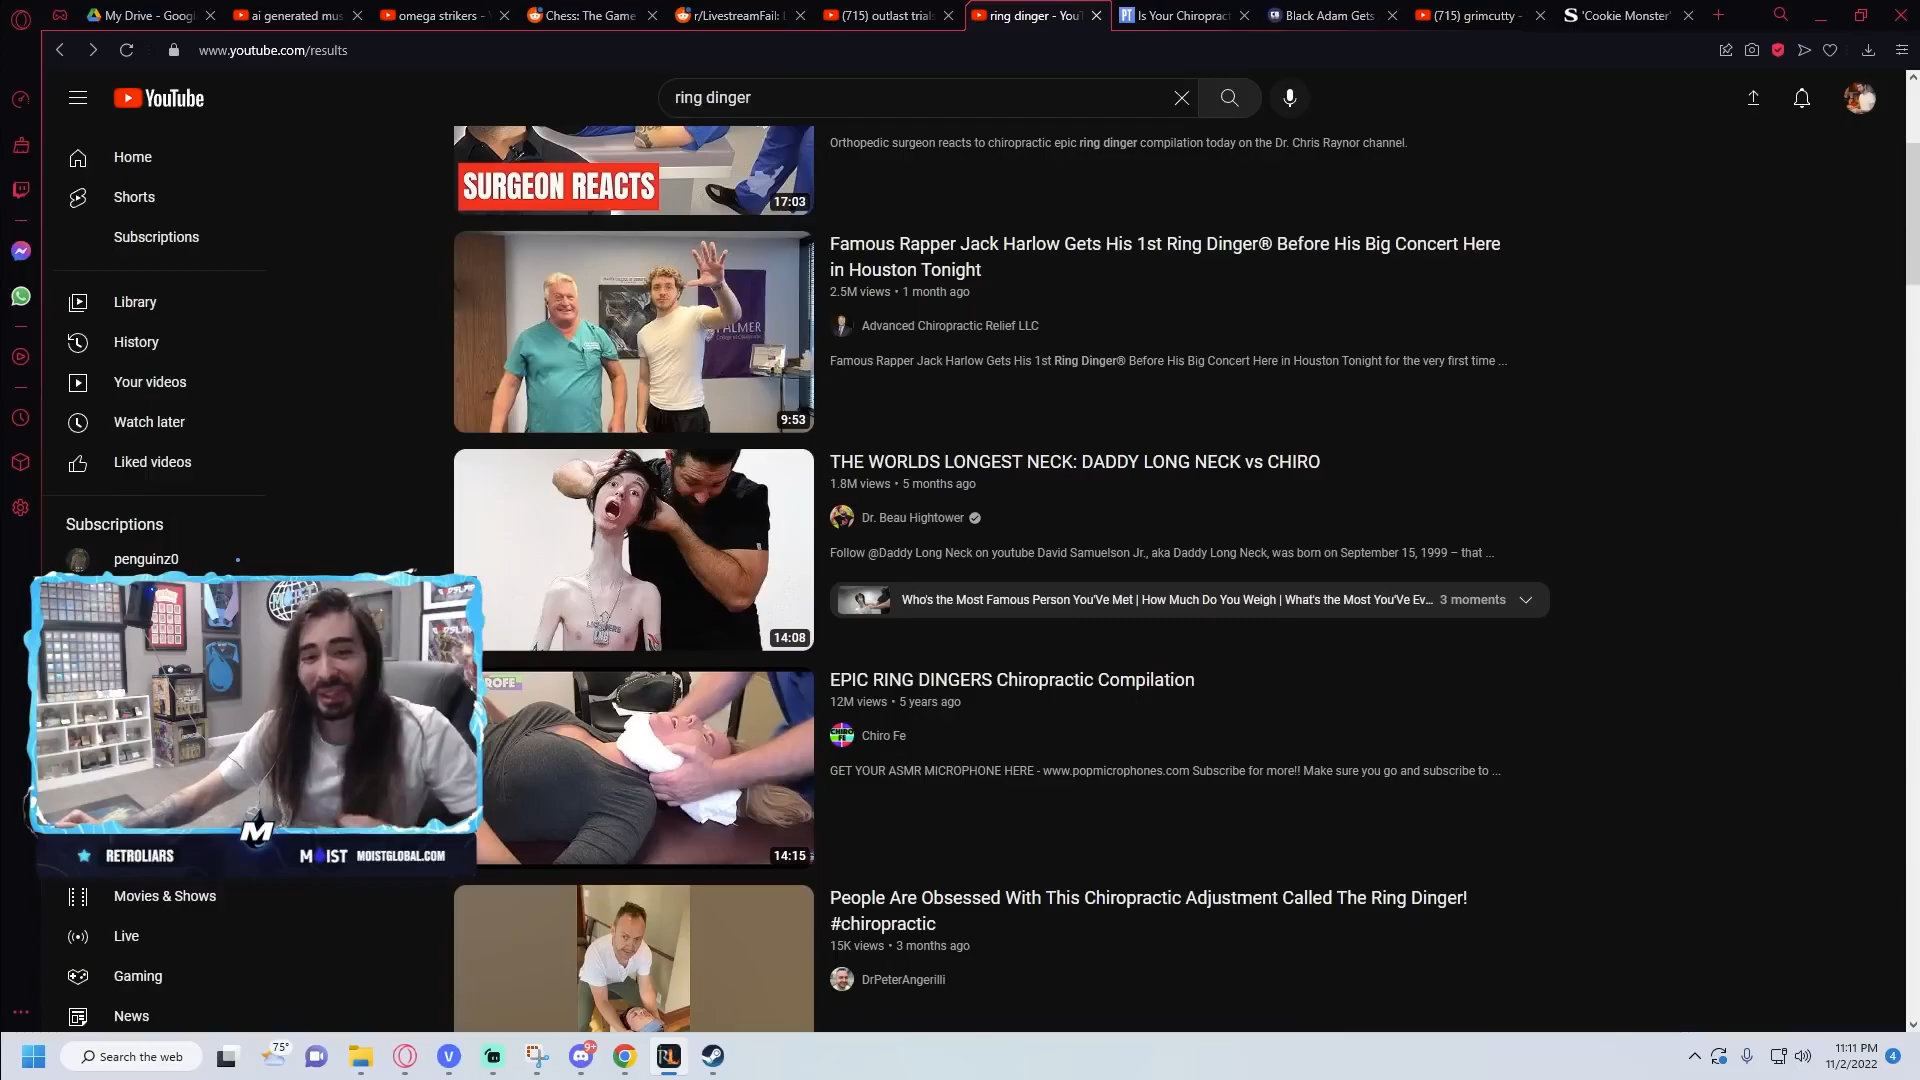 My Drive - Googl
ai generated mus
omega strikers -
Chess: The Game
r/LivestreamFail:
(715) outlast trials
ring dinger - YouT
Is Your Chiropract
Black Adam Gets
(715) grimcutty -
'Cookie Monster'
www.youtube.com/results
YouTube
ring dinger
Home
Shorts
Subscriptions
Library
History
Your videos
Watch later
Liked videos
Subscriptions
penguinz0
Movies & Shows
Live
Gaming
News
SURGEON REACTS
17:03
Orthopedic surgeon reacts to chiropractic epic ring dinger compilation today on the Dr. Chris Raynor channel.
PALMER
9:53
Famous Rapper Jack Harlow Gets His 1st Ring Dinger® Before His Big Concert Here
in Houston Tonight
2.5M views • 1 month ago
Advanced Chiropractic Relief LLC
Famous Rapper Jack Harlow Gets His 1st Ring Dinger® Before His Big Concert Here in Houston Tonight for the very first time ...
14:08
THE WORLDS LONGEST NECK: DADDY LONG NECK vs CHIRO
1.8M views • 5 months ago
Dr. Beau Hightower
Follow @Daddy Long Neck on youtube David Samuelson Jr., aka Daddy Long Neck, was born on September 15, 1999 – that ...
Who's the Most Famous Person You'Ve Met | How Much Do You Weigh | What's the Most You'Ve Ev... 3 moments
14:15
EPIC RING DINGERS Chiropractic Compilation
12M views • 5 years ago
CHIRO FE
Chiro Fe
GET YOUR ASMR MICROPHONE HERE - www.popmicrophones.com Subscribe for more!! Make sure you go and subscribe to ...
People Are Obsessed With This Chiropractic Adjustment Called The Ring Dinger!
#chiropractic
15K views • 3 months ago
DrPeterAngerilli
M
RETROLIARS
MOIST MOISTGLOBAL.COM
75°
Search the web
9+
11:11 PM
11/2/2022
4